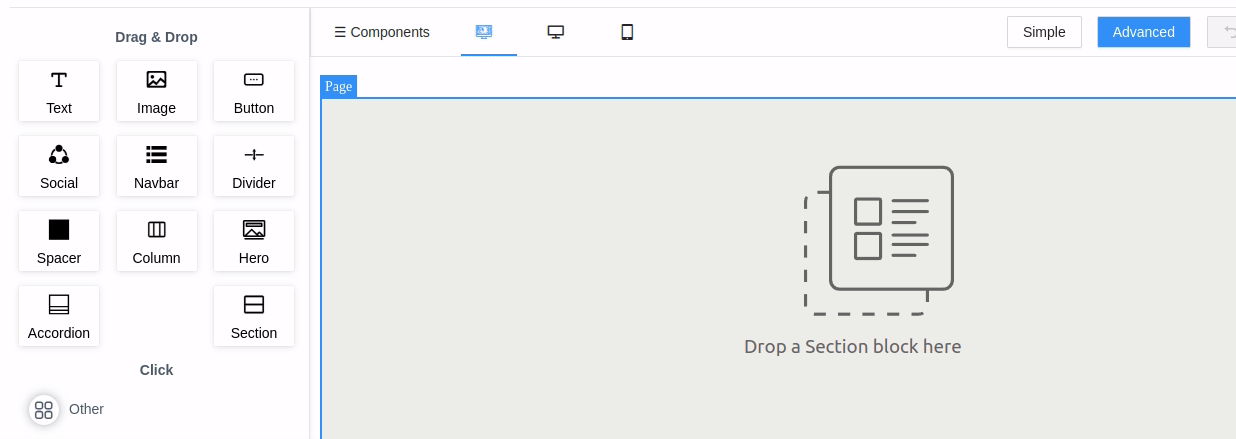 Drag & Drop
Text Image Button
Social Navbar Divider
Spacer Column Hero
Accordion Section
Click
Other
☰ Components
Simple Advanced
Page
Drop a Section block here